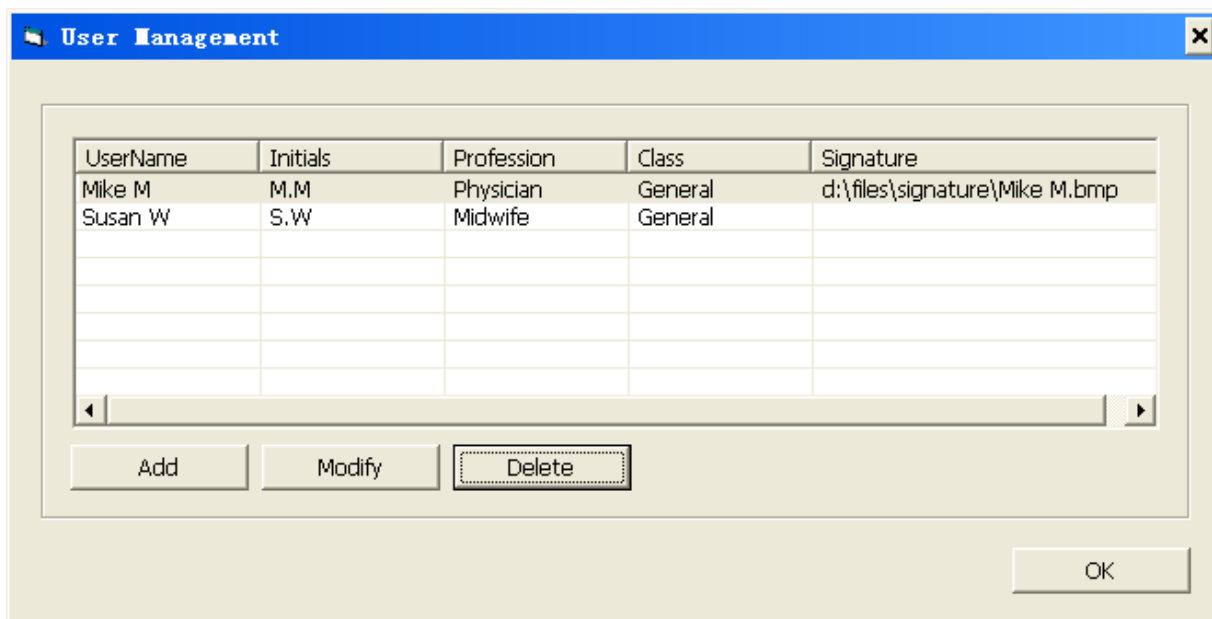 User Management
UserName Initials Profession Class Signature
Mike M M.M Physician General d:\files\signature\Mike M.bmp
Susan W S.W Midwife General
Add Modify Delete
OK